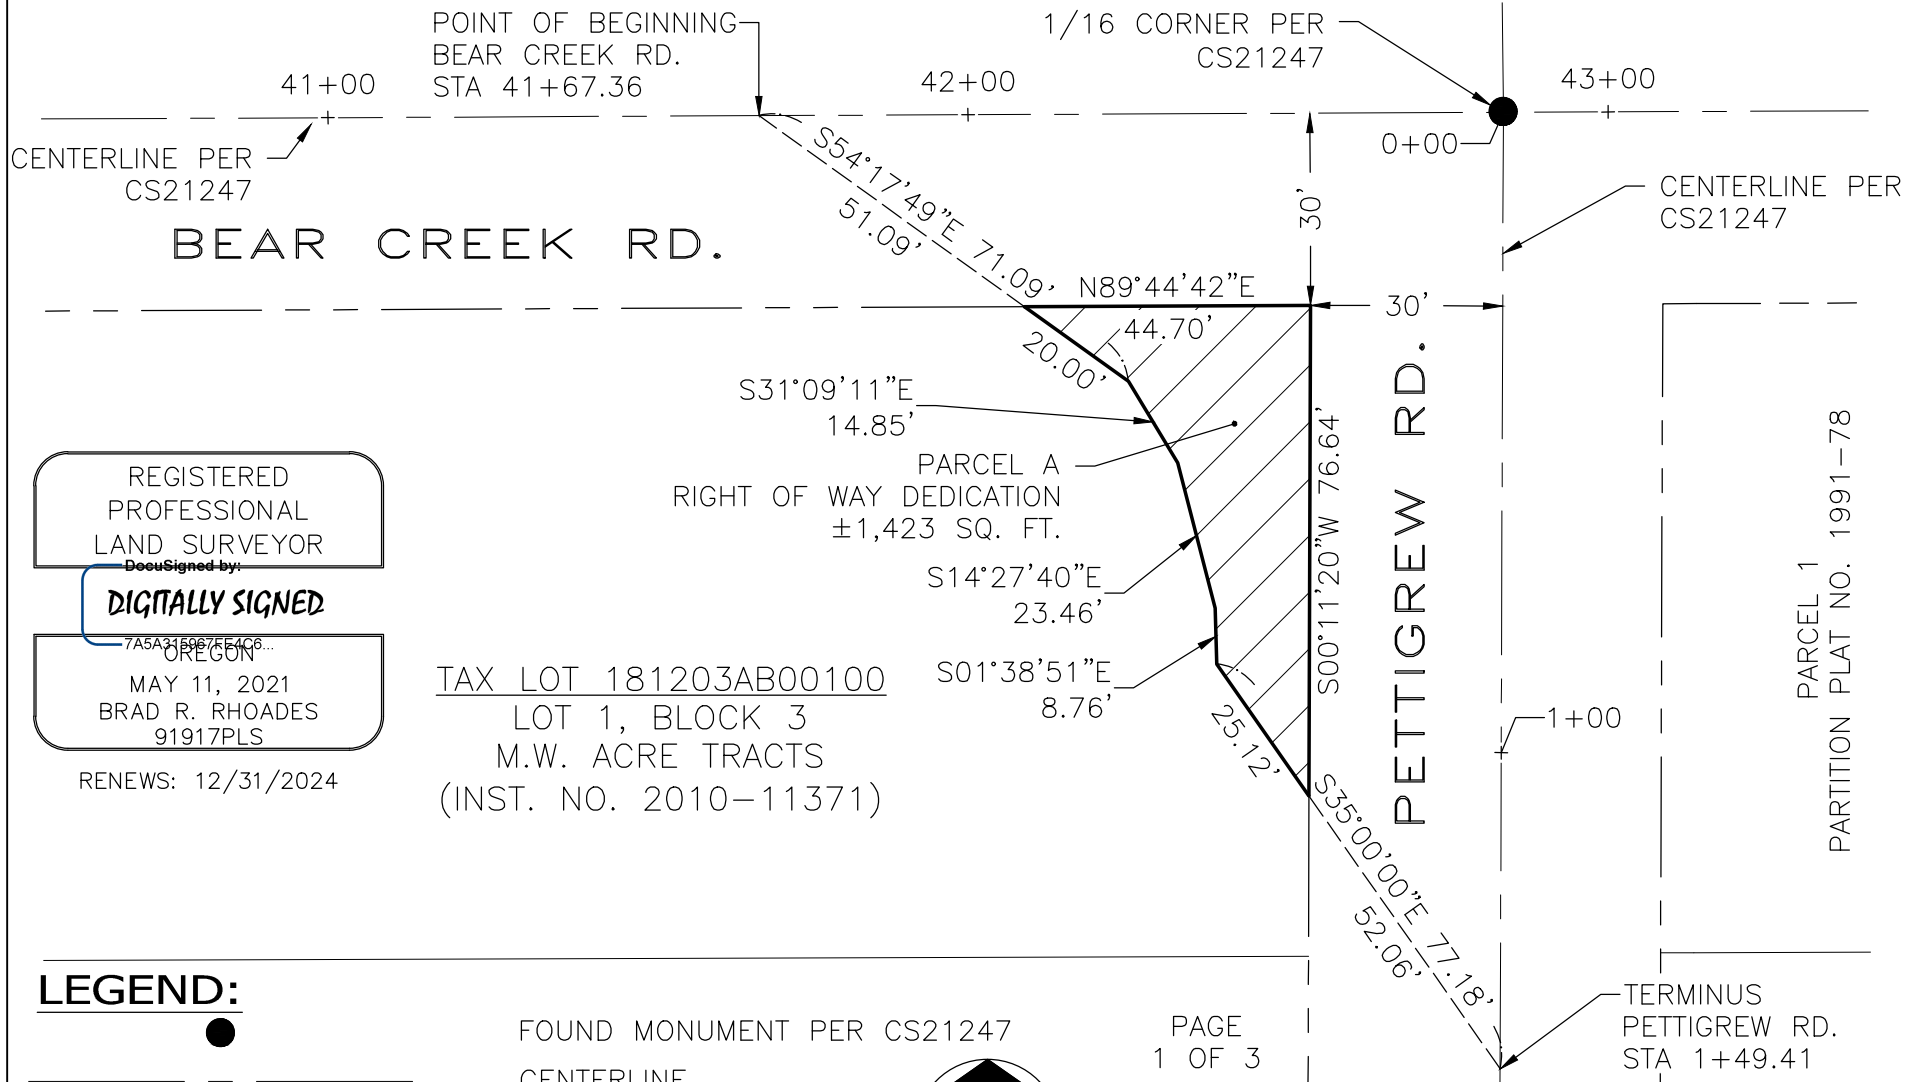 POINT OF BEGINNING
BEAR CREEK RD.
STA 41+67.36
1/16 CORNER PER
CS21247
41+00
42+00
43+00
0+00
CENTERLINE PER
CS21247
CENTERLINE PER
CS21247
BEAR CREEK RD.
S54°17'49"E 71.09'
51.09'
30'
N89°44'42"E
44.70'
30'
20.00'
S31°09'11"E
14.85'
PARCEL A
RIGHT OF WAY DEDICATION
±1,423 SQ. FT.
S14°27'40"E
23.46'
S01°38'51"E
8.76'
25.12'
S00°11'20"W 76.64'
PETTIGREW RD.
1+00
PARCEL 1
PARTITION PLAT NO. 1991-78
S35°00'00"E 77.18'
52.06'
REGISTERED
PROFESSIONAL
LAND SURVEYOR
DocuSigned by:
DIGITALLY SIGNED
7A5A315967FE4C6...
OREGON
MAY 11, 2021
BRAD R. RHOADES
91917PLS
RENEWS: 12/31/2024
TAX LOT 181203AB00100
LOT 1, BLOCK 3
M.W. ACRE TRACTS
(INST. NO. 2010-11371)
LEGEND:
FOUND MONUMENT PER CS21247
CENTERLINE
PAGE
1 OF 3
TERMINUS
PETTIGREW RD.
STA 1+49.41